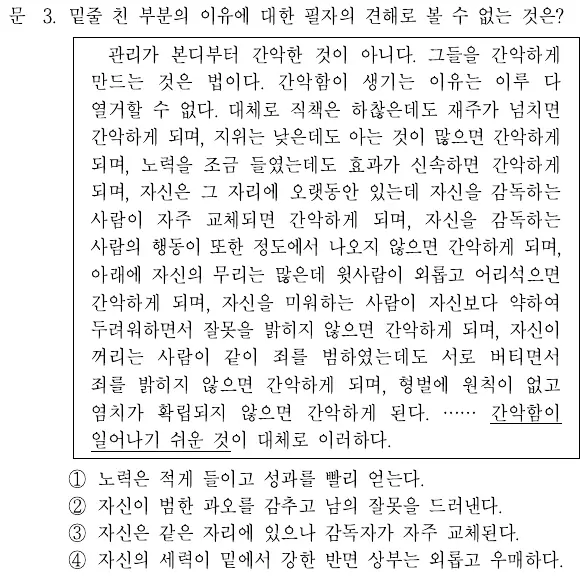 문 3. 밑줄 친 부분의 이유에 대한 필자의 견해로 볼 수 없는 것은?
관리가 본디부터 간악한 것이 아니다. 그들을 간악하게
만드는 것은 법이다. 간악함이 생기는 이유는 이루 다
열거할 수 없다. 대체로 직책은 하찮은데도 재주가 넘치면
간악하게 되며, 지위는 낮은데도 아는 것이 많으면 간악하게
되며, 노력을 조금 들였는데도 효과가 신속하면 간악하게
되며, 자신은 그 자리에 오랫동안 있는데 자신을 감독하는
사람이 자주 교체되면 간악하게 되며, 자신을 감독하는
사람의 행동이 또한 정도에서 나오지 않으면 간악하게 되며,
아래에 자신의 무리는 많은데 윗사람이 외롭고 어리석으면
간악하게 되며, 자신을 미워하는 사람이 자신보다 약하여
두려워하면서 잘못을 밝히지 않으면 간악하게 되며, 자신이
꺼리는 사람이 같이 죄를 범하였는데도 서로 버티면서
죄를 밝히지 않으면 간악하게 되며, 형벌에 원칙이 없고
염치가 확립되지 않으면 간악하게 된다. …… 간악함이
일어나기 쉬운 것이 대체로 이러하다.
① 노력은 적게 들이고 성과를 빨리 얻는다.
② 자신이 범한 과오를 감추고 남의 잘못을 드러낸다.
③ 자신은 같은 자리에 있으나 감독자가 자주 교체된다.
④ 자신의 세력이 밑에서 강한 반면 상부는 외롭고 우매하다.